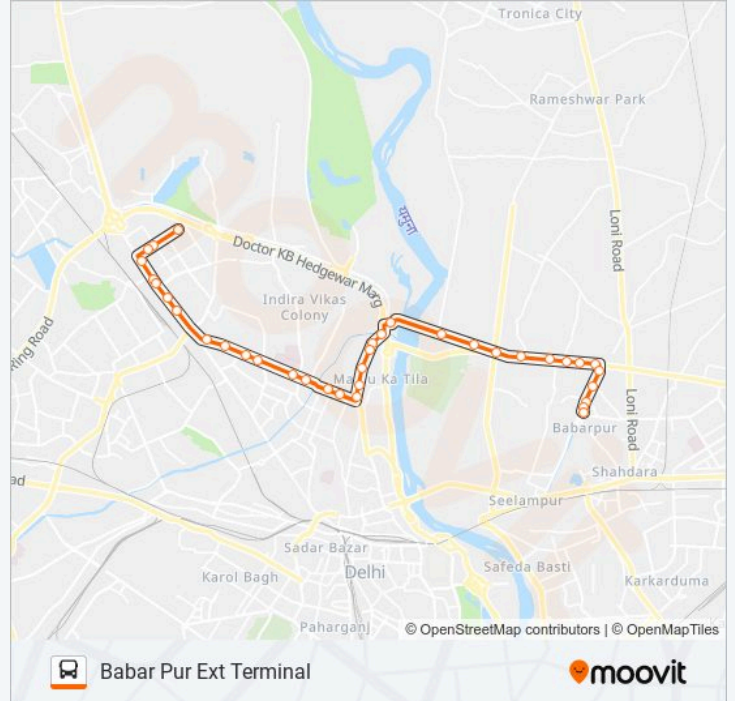 Tronica City
Rameshwar Park
यमुना
Loni Road
Doctor KB Hedgewar Marg
Indira Vikas
Colony
Ring Road
Majnu Ka Tila
Loni Road
Babarpur
Shahdara
ad
Seelampur
Sadar Bazar
Delhi
Safeda Basti
Karol Bagh
Karkarduma
Paharganj
© OpenStreetMap contributors | © OpenMapTiles
Babar Pur Ext Terminal
moovit